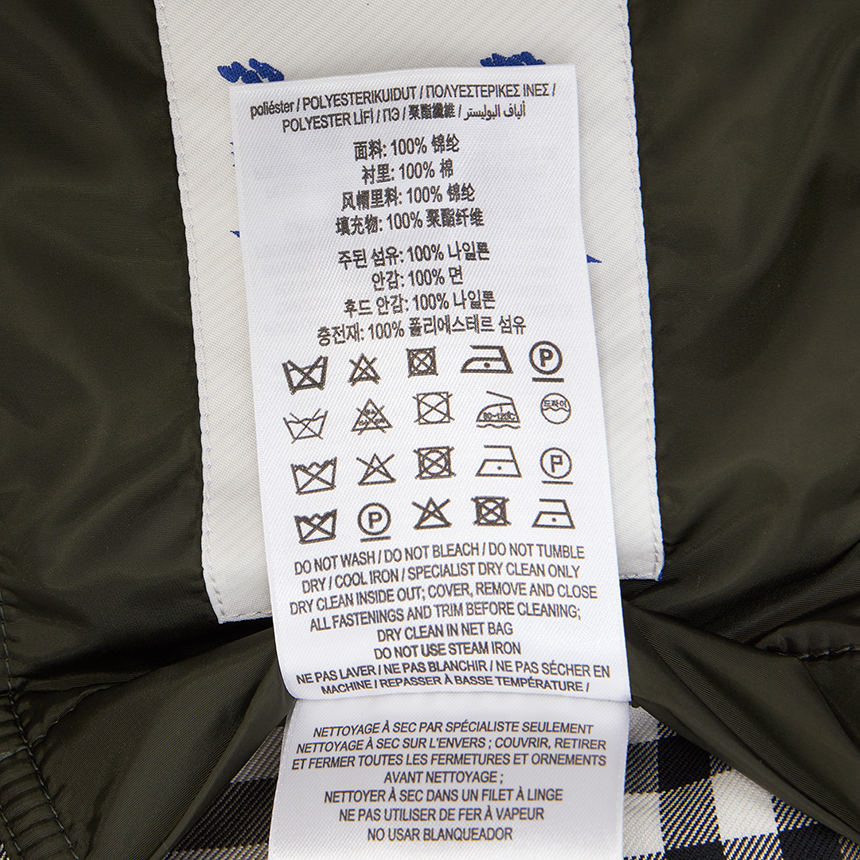 poliéster / POLYESTERIKUIDUT / ΠΟΛΥΕΣΤΕΡΙΚΕΣ ΙΝΕΣ /
POLYESTER LİFİ / ПЭ / 聚酯纖維 / ألياف البوليستر
面料: 100% 锦纶
衬里: 100% 棉
风帽里料: 100% 锦纶
填充物: 100% 聚酯纤维
주된 섬유: 100% 나일론
안감: 100% 면
후드 안감: 100% 나일론
충전재: 100% 폴리에스테르 섬유
P
80~120℃ 드라이
P
P
DO NOT WASH / DO NOT BLEACH / DO NOT TUMBLE
DRY / COOL IRON / SPECIALIST DRY CLEAN ONLY
DRY CLEAN INSIDE OUT; COVER, REMOVE AND CLOSE
ALL FASTENINGS AND TRIM BEFORE CLEANING;
DRY CLEAN IN NET BAG
DO NOT USE STEAM IRON
NE PAS LAVER / NE PAS BLANCHIR / NE PAS SÉCHER EN
MACHINE / REPASSER À BASSE TEMPÉRATURE /
NETTOYAGE À SEC PAR SPÉCIALISTE SEULEMENT
NETTOYAGE À SEC SUR L'ENVERS ; COUVRIR, RETIRER
ET FERMER TOUTES LES FERMETURES ET ORNEMENTS
AVANT NETTOYAGE ;
NETTOYER À SEC DANS UN FILET À LINGE
NE PAS UTILISER DE FER À VAPEUR
NO USAR BLANQUEADOR